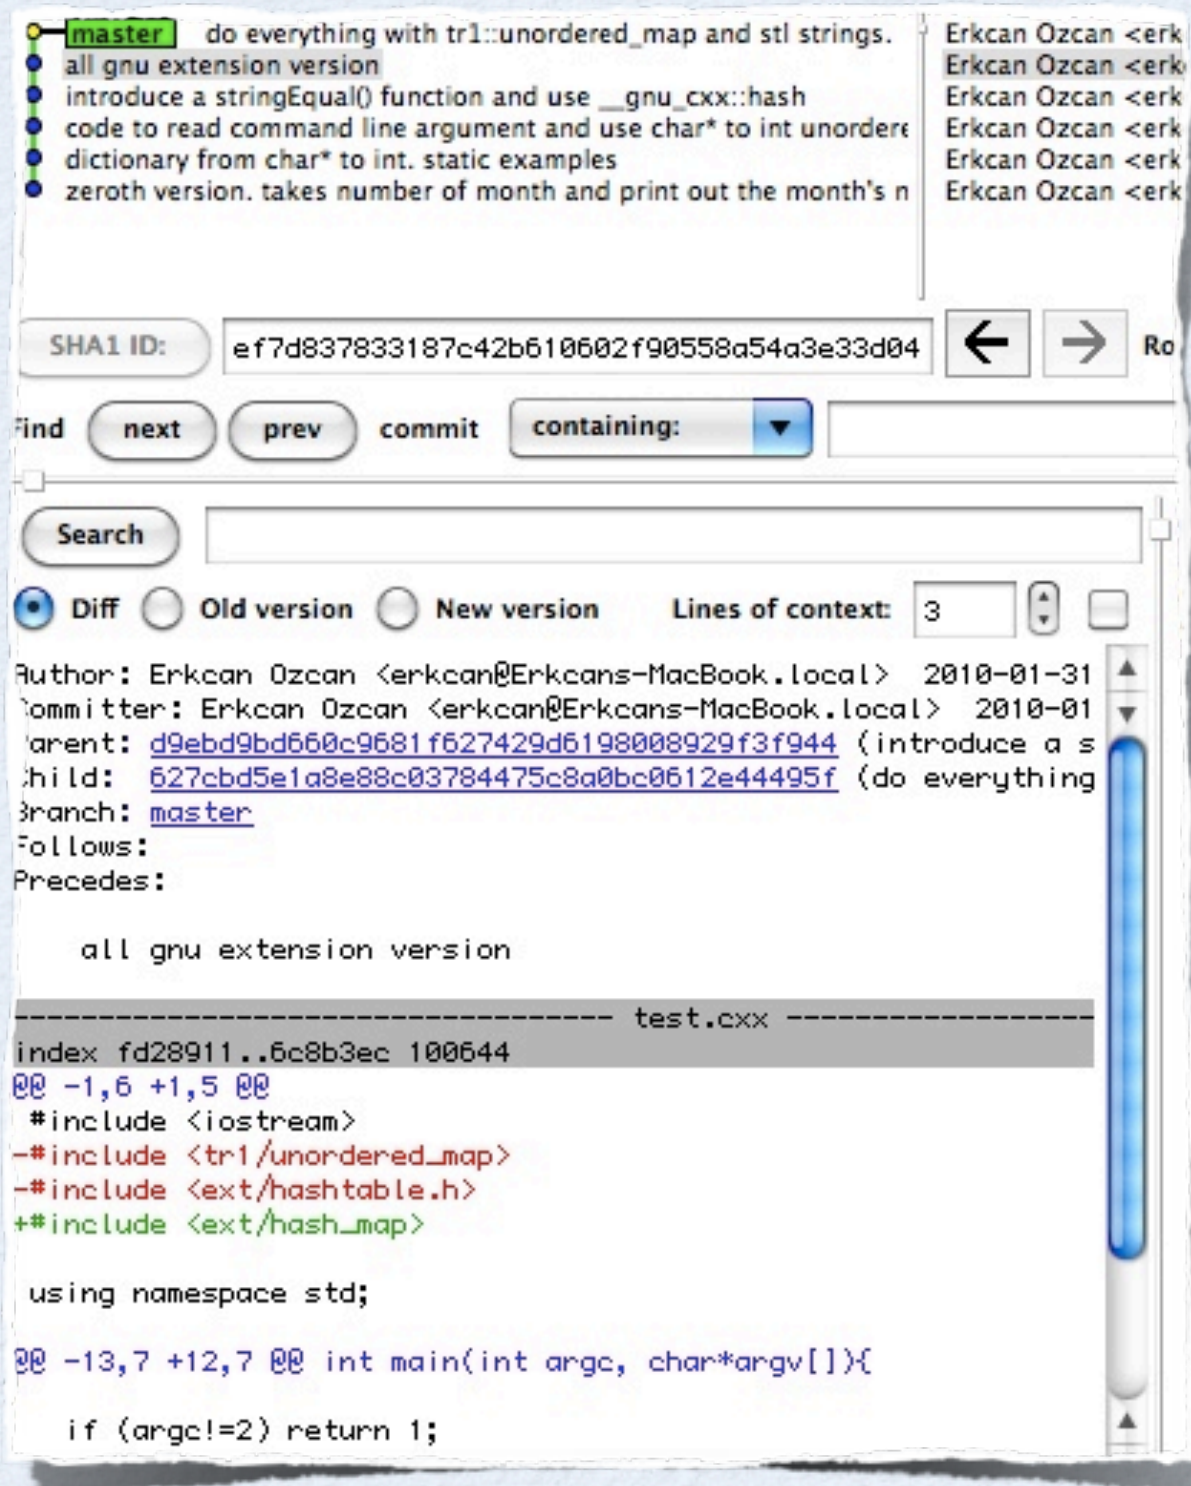 master do everything with tr1::unordered_map and stl strings. Erkcan Ozcan <erk
all gnu extension version Erkcan Ozcan <erk
introduce a stringEqual() function and use __gnu_cxx::hash Erkcan Ozcan <erk
code to read command line argument and use char* to int unordere Erkcan Ozcan <erk
dictionary from char* to int. static examples Erkcan Ozcan <erk
zeroth version. takes number of month and print out the month's n Erkcan Ozcan <erk
SHA1 ID: ef7d837833187c42b610602f90558a54a3e33d04 ← → Ro
Find next prev commit containing:
Search
Diff Old version New version Lines of context: 3
Author: Erkcan Ozcan <erkcan@Erkcans-MacBook.local> 2010-01-31
Committer: Erkcan Ozcan <erkcan@Erkcans-MacBook.local> 2010-01
Parent: d9ebd9bd660c9681f627429d6198008929f3f944 (introduce a s
Child: 627cbd5e1a8e88c03784475c8a0bc0612e44495f (do everything
Branch: master
Follows:
Precedes:
all gnu extension version
----------------------------------- test.cxx ------------------
index fd28911..6c8b3ec 100644
@@ -1,6 +1,5 @@
#include <iostream>
-#include <tr1/unordered_map>
-#include <ext/hashtable.h>
+#include <ext/hash_map>
using namespace std;
@@ -13,7 +12,7 @@ int main(int argc, char*argv[]){
if (argc!=2) return 1;